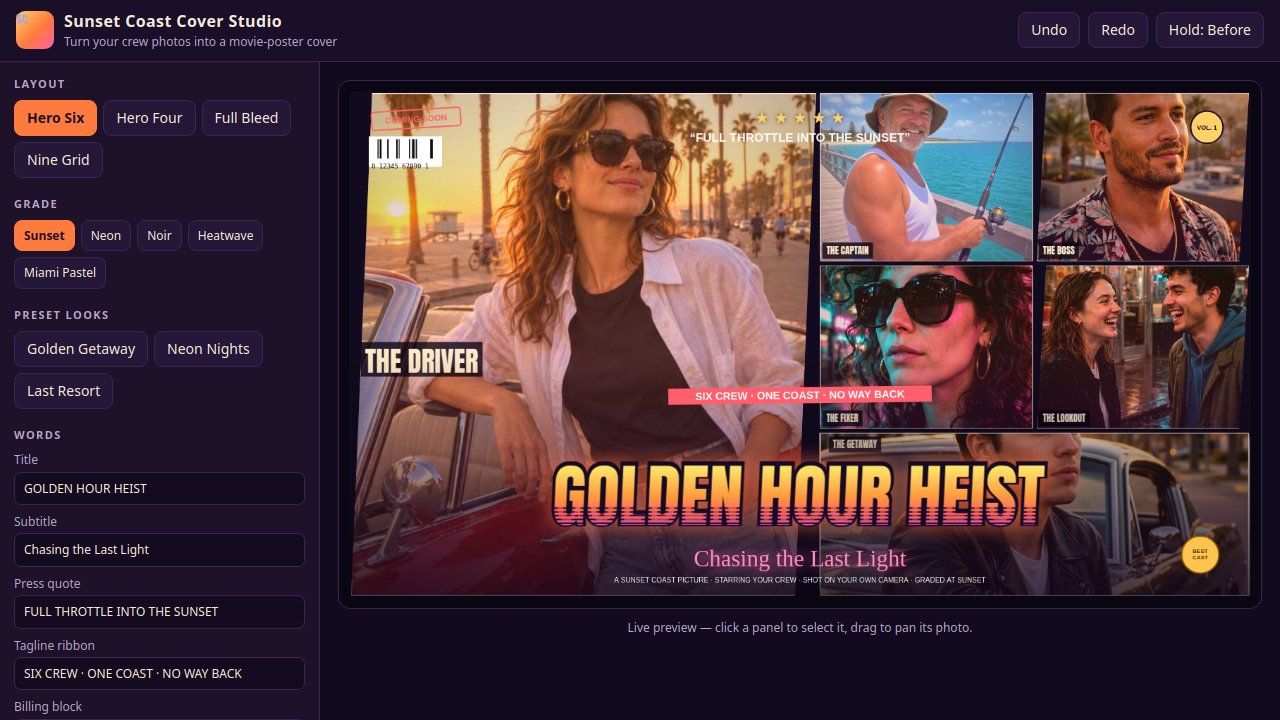 Sunset Coast Cover Studio
Turn your crew photos into a movie-poster cover
Undo
Redo
Hold: Before
LAYOUT
Hero Six
Hero Four
Full Bleed
Nine Grid
GRADE
Sunset
Neon
Noir
Heatwave
Miami Pastel
PRESET LOOKS
Golden Getaway
Neon Nights
Last Resort
WORDS
Title
GOLDEN HOUR HEIST
Subtitle
Chasing the Last Light
Press quote
FULL THROTTLE INTO THE SUNSET
Tagline ribbon
SIX CREW · ONE COAST · NO WAY BACK
Billing block
COMING SOON
0 12345 67890 1
★★★★★
“FULL THROTTLE INTO THE SUNSET”
VOL. 1
THE CAPTAIN
THE BOSS
THE DRIVER
SIX CREW · ONE COAST · NO WAY BACK
THE FIXER
THE LOOKOUT
THE GETAWAY
GOLDEN HOUR HEIST
Chasing the Last Light
A SUNSET COAST PICTURE · STARRING YOUR CREW · SHOT ON YOUR OWN CAMERA · GRADED AT SUNSET
BEST
CAST
Live preview — click a panel to select it, drag to pan its photo.